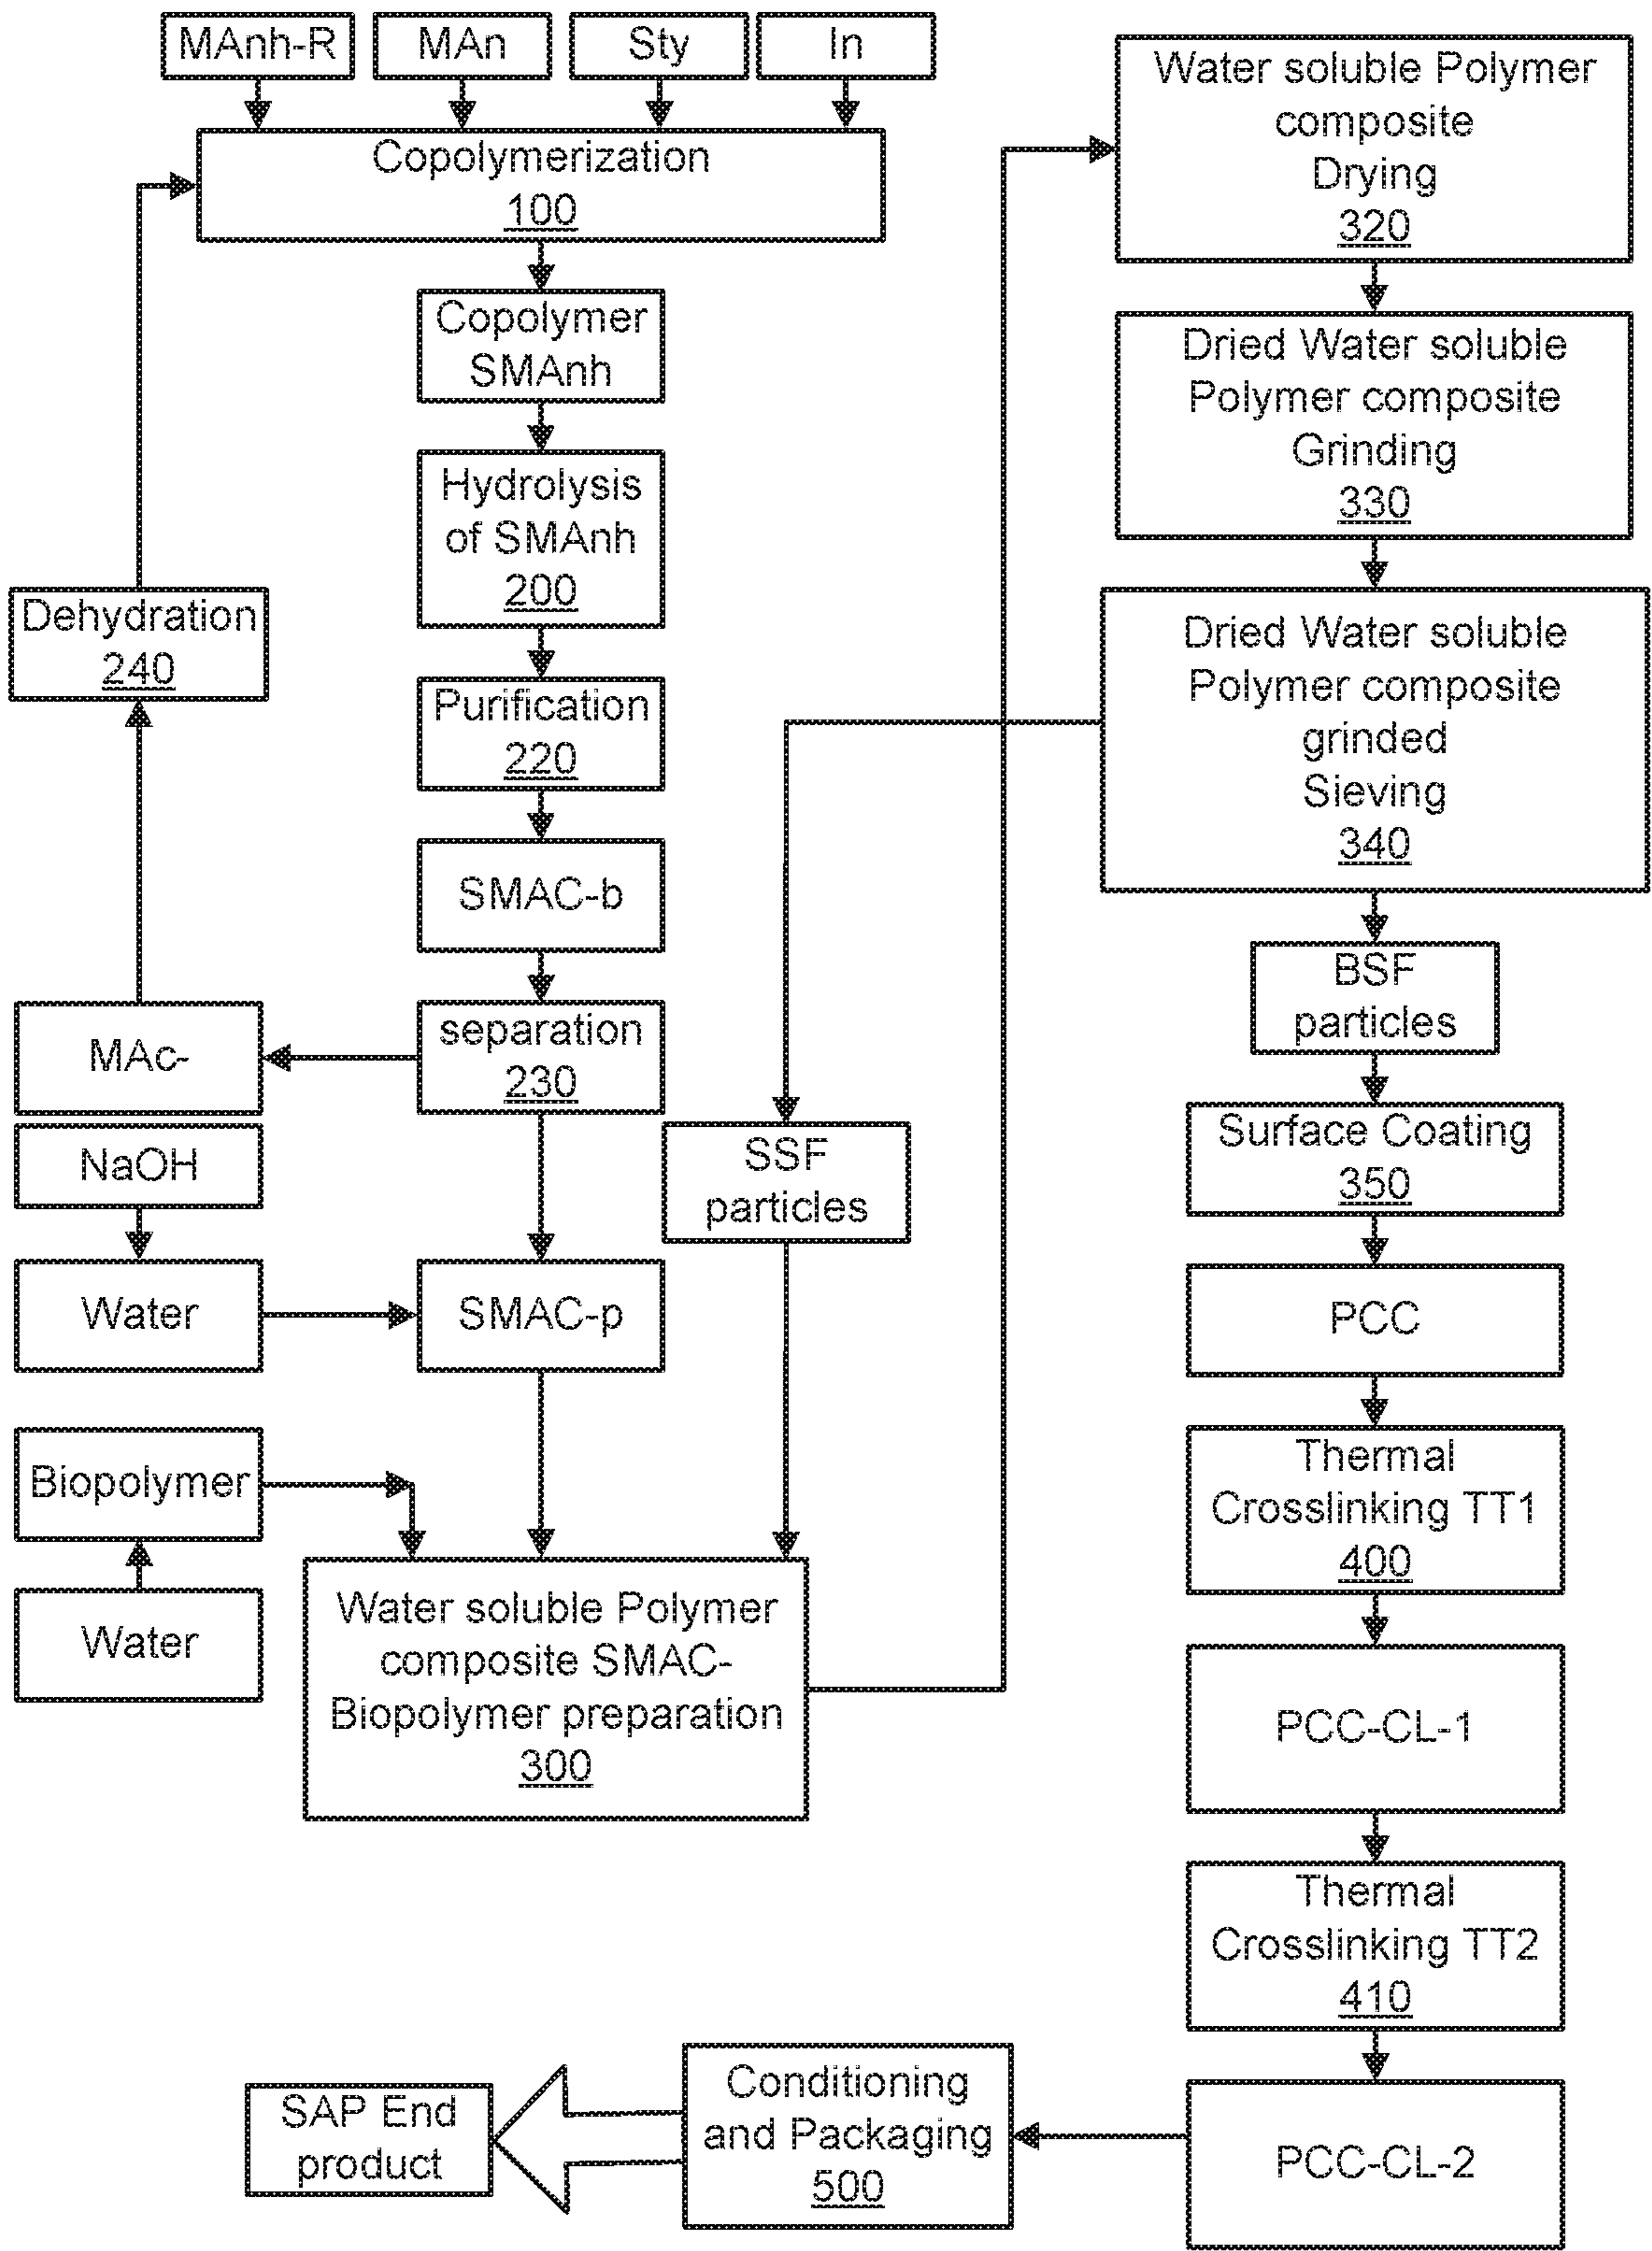 MAnh-R
MAn
Sty
In
Copolymerization
100
Copolymer
SMAnh
Hydrolysis
of SMAnh
200
Purification
220
SMAC-b
separation
230
Dehydration
240
MAc-
NaOH
Water
SMAC-p
SSF
particles
Biopolymer
Water
Water soluble Polymer
composite SMAC-
Biopolymer preparation
300
Water soluble Polymer
composite
Drying
320
Dried Water soluble
Polymer composite
Grinding
330
Dried Water soluble
Polymer composite
grinded
Sieving
340
BSF
particles
Surface Coating
350
PCC
Thermal
Crosslinking TT1
400
PCC-CL-1
Thermal
Crosslinking TT2
410
PCC-CL-2
Conditioning
and Packaging
500
SAP End
product